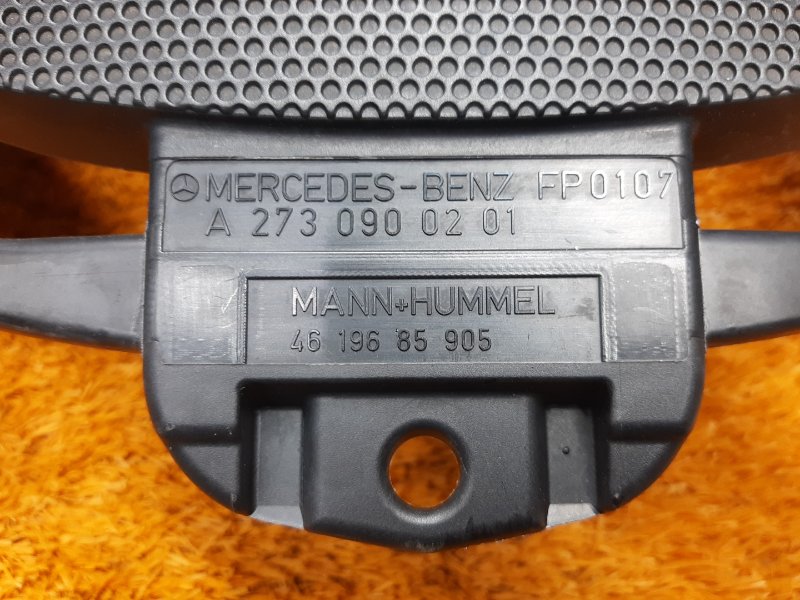 MERCEDES-BENZ FP0107
A 273 090 02 01
MANN+HUMMEL
46 196 85 905